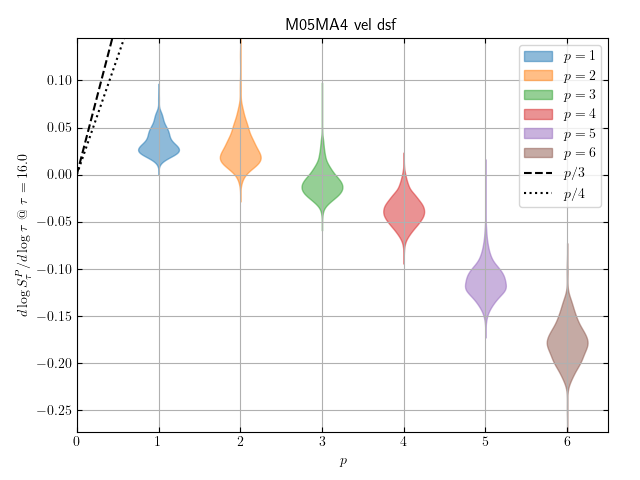 M05MA4 vel dsf
d log S_τ^P / d log τ @ τ = 16.0
0.10
0.05
0.00
−0.05
−0.10
−0.15
−0.20
−0.25
0 1 2 3 4 5 6
p
p = 1
p = 2
p = 3
p = 4
p = 5
p = 6
p/3
p/4